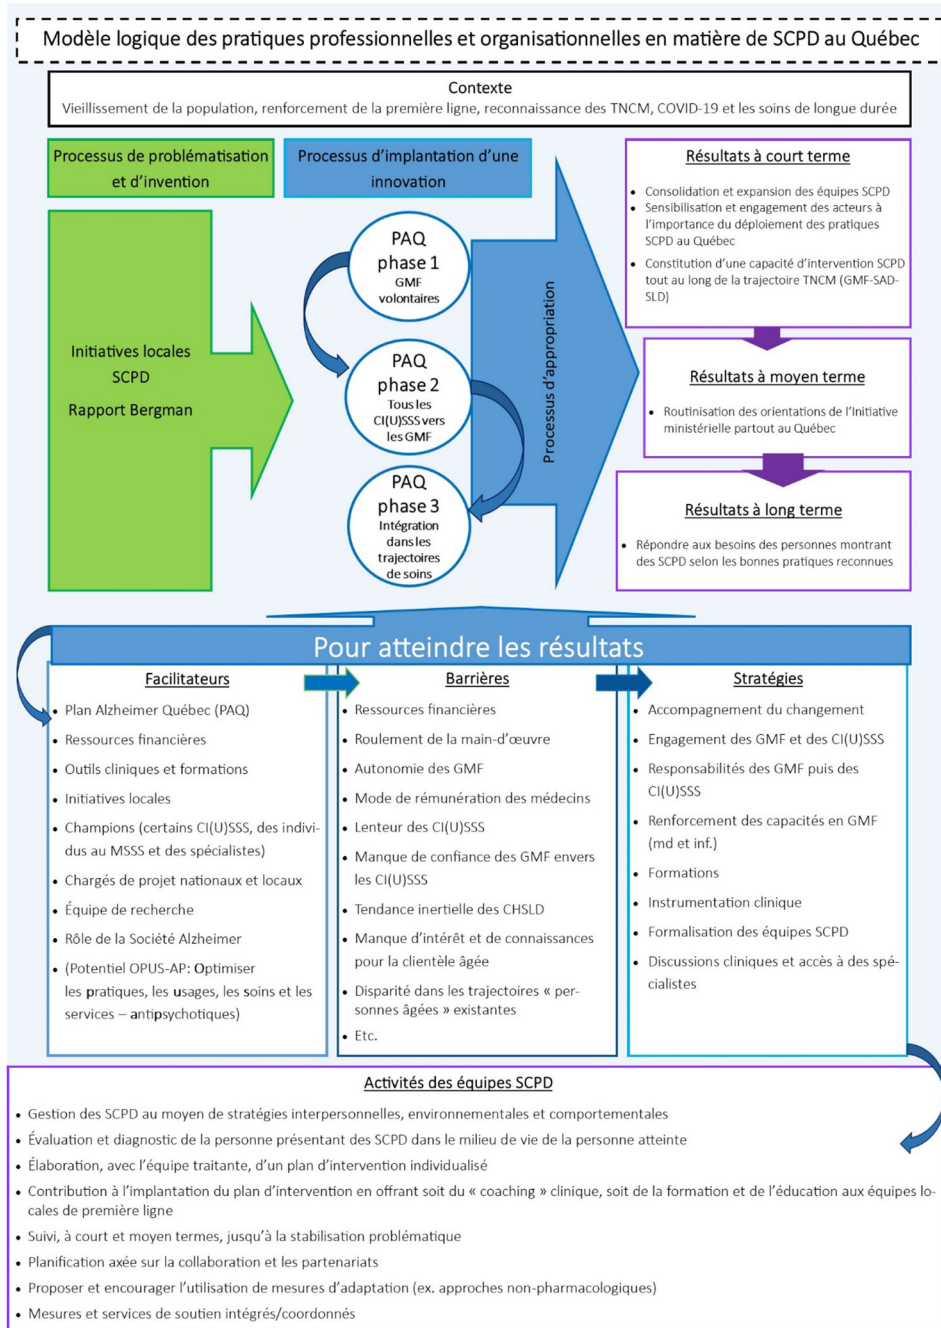 Modèle logique des pratiques professionnelles et organisationnelles en matière de SCPD au Québec
Contexte
Vieillissement de la population, renforcement de la première ligne, reconnaissance des TNCM, COVID-19 et les soins de longue durée
Processus de problématisation
et d'invention
Processus d'implantation d'une
innovation
Initiatives locales
SCPD
Rapport Bergman
PAQ
phase 1
GMF
volontaires
PAQ
phase 2
Tous les
CI(U)SSS vers
les GMF
PAQ
phase 3
Intégration
dans les
trajectoires
de soins
Processus d'appropriation
Résultats à court terme
• Consolidation et expansion des équipes SCPD
• Sensibilisation et engagement des acteurs à
l'importance du déploiement des pratiques
SCPD au Québec
• Constitution d'une capacité d'intervention SCPD
tout au long de la trajectoire TNCM (GMF-SAD-
SLD)
Résultats à moyen terme
• Routinisation des orientations de l'Initiative
ministérielle partout au Québec
Résultats à long terme
• Répondre aux besoins des personnes montrant
des SCPD selon les bonnes pratiques reconnues
Pour atteindre les résultats
Facilitateurs
• Plan Alzheimer Québec (PAQ)
• Ressources financières
• Outils cliniques et formations
• Initiatives locales
• Champions (certains CI(U)SSS, des indivi-
dus au MSSS et des spécialistes)
• Chargés de projet nationaux et locaux
• Équipe de recherche
• Rôle de la Société Alzheimer
• (Potentiel OPUS-AP: Optimiser
les pratiques, les usages, les soins et les
services – antipsychotiques)
Barrières
• Ressources financières
• Roulement de la main-d'œuvre
• Autonomie des GMF
• Mode de rémunération des médecins
• Lenteur des CI(U)SSS
• Manque de confiance des GMF envers
les CI(U)SSS
• Tendance inertielle des CHSLD
• Manque d'intérêt et de connaissances
pour la clientèle âgée
• Disparité dans les trajectoires « per-
sonnes âgées » existantes
• Etc.
Stratégies
• Accompagnement du changement
• Engagement des GMF et des CI(U)SSS
• Responsabilités des GMF puis des
CI(U)SSS
• Renforcement des capacités en GMF
(md et inf.)
• Formations
• Instrumentation clinique
• Formalisation des équipes SCPD
• Discussions cliniques et accès à des spé-
cialistes
Activités des équipes SCPD
• Gestion des SCPD au moyen de stratégies interpersonnelles, environnementales et comportementales
• Évaluation et diagnostic de la personne présentant des SCPD dans le milieu de vie de la personne atteinte
• Élaboration, avec l'équipe traitante, d'un plan d'intervention individualisé
• Contribution à l'implantation du plan d'intervention en offrant soit du « coaching » clinique, soit de la formation et de l'éducation aux équipes lo-
cales de première ligne
• Suivi, à court et moyen termes, jusqu'à la stabilisation problématique
• Planification axée sur la collaboration et les partenariats
• Proposer et encourager l'utilisation de mesures d'adaptation (ex. approches non-pharmacologiques)
• Mesures et services de soutien intégrés/coordonnés